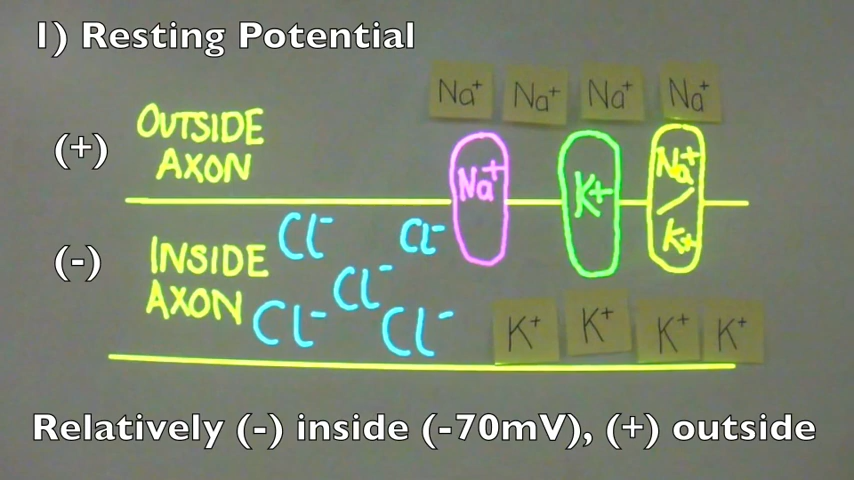 1) Resting Potential
Na⁺ Na⁺ Na⁺ Na⁺
(+) OUTSIDE
AXON
Na⁺ K+ Na⁺/K+
(-) INSIDE
AXON
Cl⁻ Cl⁻
Cl⁻
Cl⁻ Cl⁻
K⁺ K⁺ K⁺ K⁺
Relatively (-) inside (-70mV), (+) outside